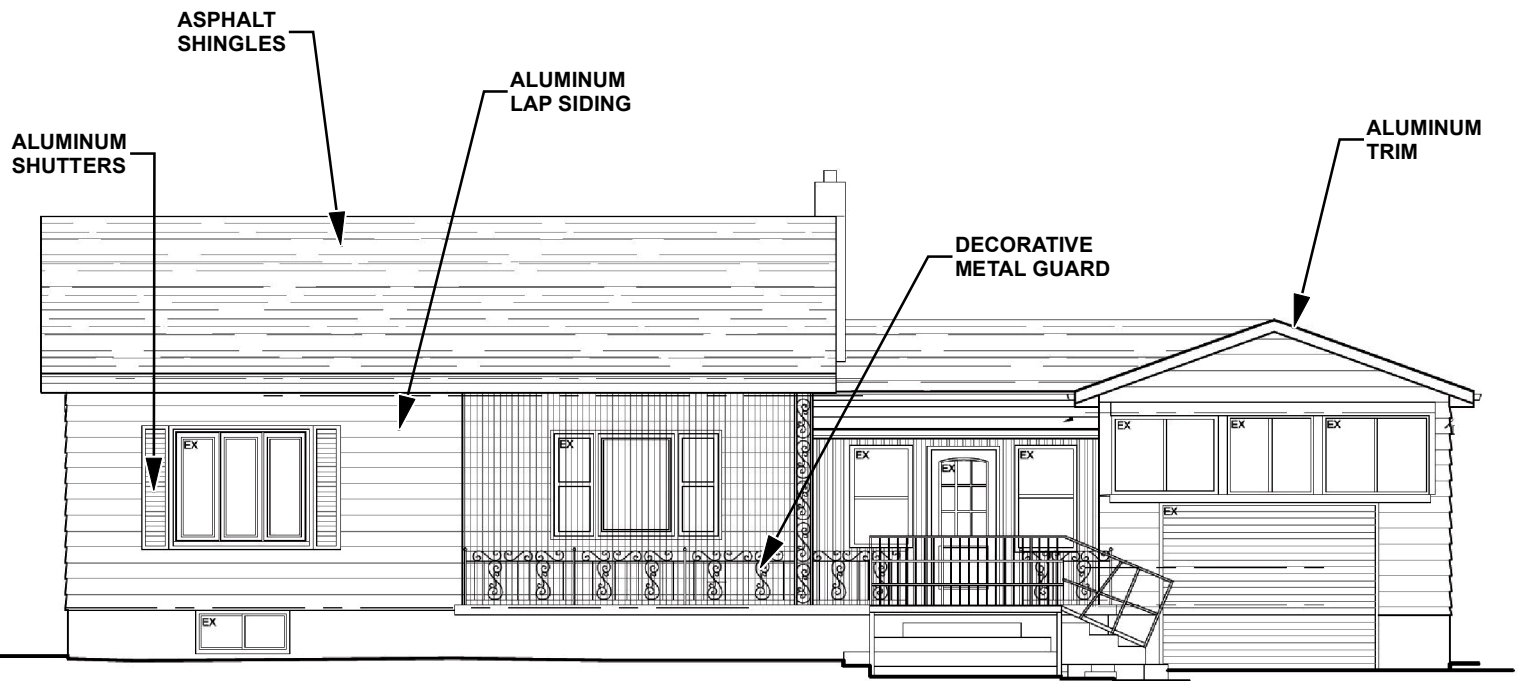 ASPHALT
SHINGLES
ALUMINUM
LAP SIDING
ALUMINUM
SHUTTERS
ALUMINUM
TRIM
DECORATIVE
METAL GUARD
EX
EX
EX
EX
EX
EX
EX
EX
EX
EX